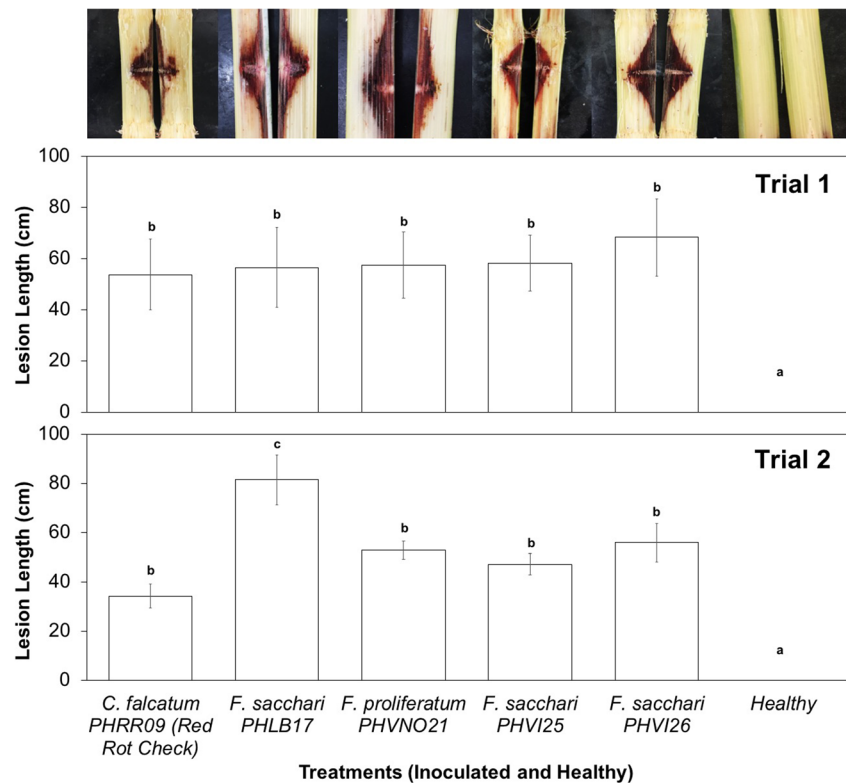 Trial 1
Lesion Length (cm)
100
80
60
40
20
0
b
b
b
b
b
a
Trial 2
Lesion Length (cm)
100
80
60
40
20
0
b
c
b
b
b
a
C. falcatum
PHRR09 (Red
Rot Check)
F. sacchari
PHLB17
F. proliferatum
PHVNO21
F. sacchari
PHVI25
F. sacchari
PHVI26
Healthy
Treatments (Inoculated and Healthy)